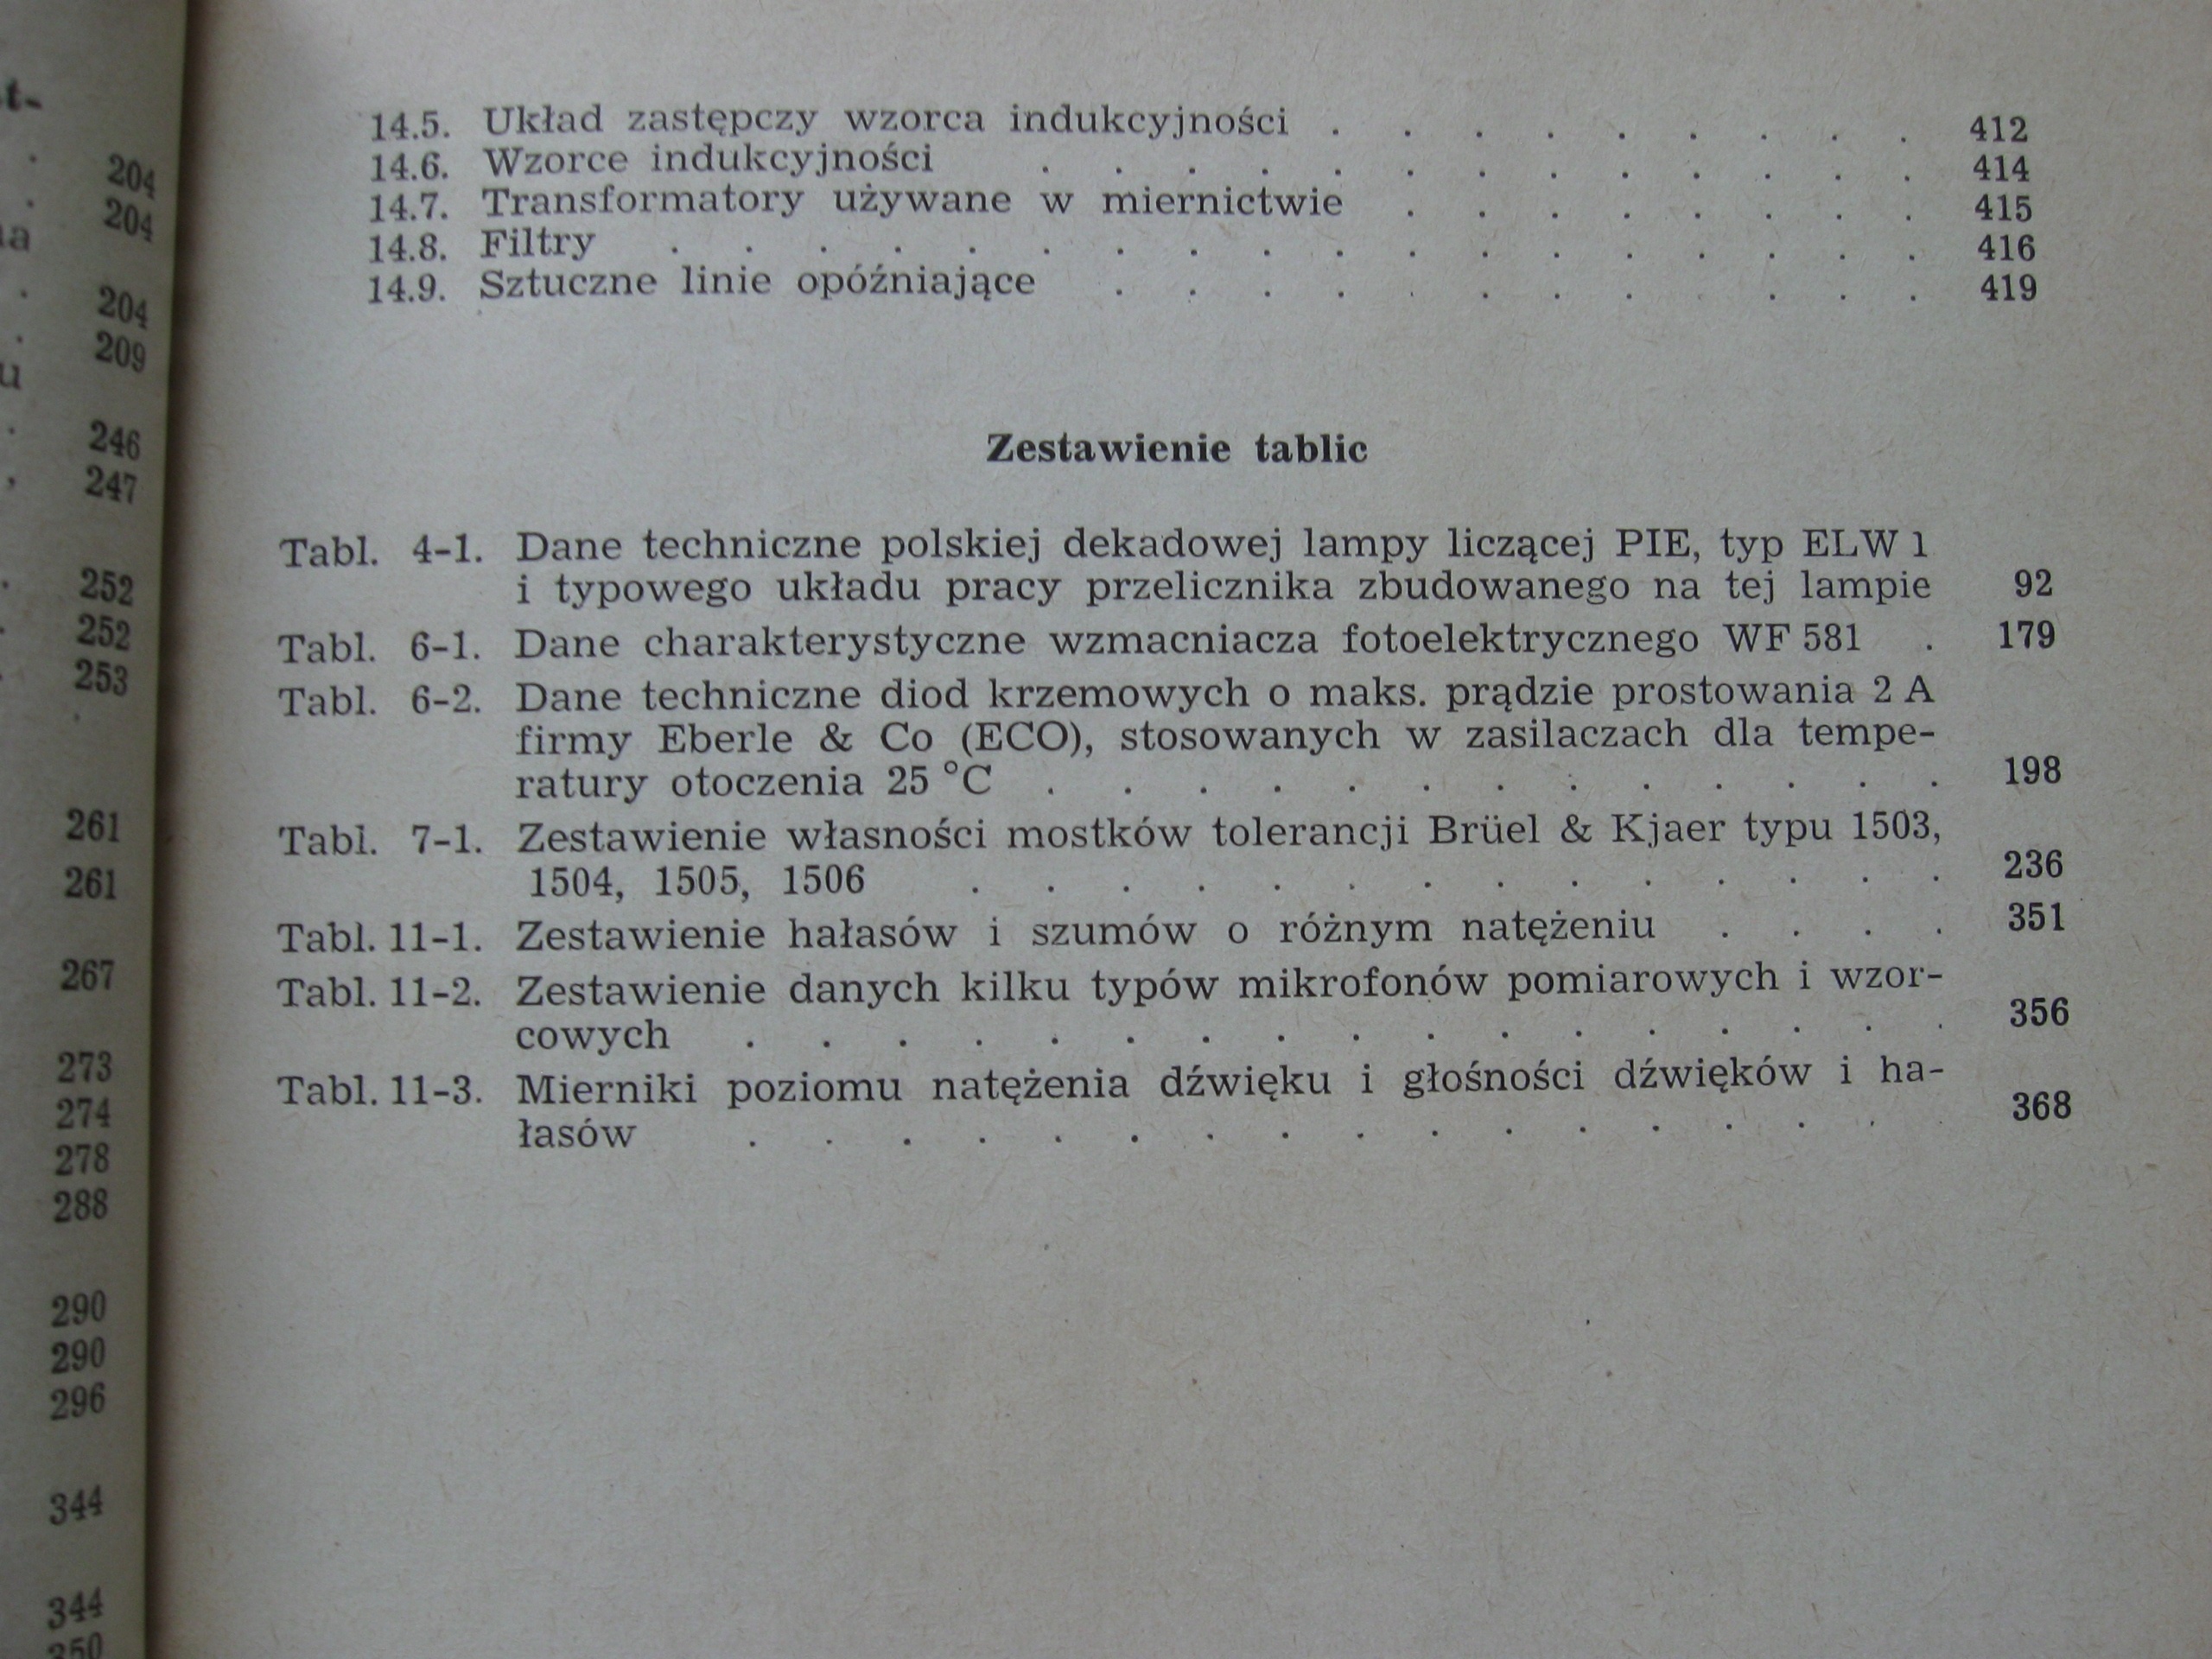 t-
204
204
na
204
209
u
246
247
252
252
253
261
261
267
273
274
278
288
290
290
296
344
344
350
14.5. Układ zastępczy wzorca indukcyjności . . . . . . . . . 412
14.6. Wzorce indukcyjności . . . . . . . . . . . . . 414
14.7. Transformatory używane w miernictwie . . . . . . . . 415
14.8. Filtry . . . . . . . . . . . . . . . . . . 416
14.9. Sztuczne linie opóźniające . . . . . . . . . . . 419
Zestawienie tablic
Tabl. 4-1. Dane techniczne polskiej dekadowej lampy liczącej PIE, typ ELW 1
i typowego układu pracy przelicznika zbudowanego na tej lampie 92
Tabl. 6-1. Dane charakterystyczne wzmacniacza fotoelektrycznego WF 581 . 179
Tabl. 6-2. Dane techniczne diod krzemowych o maks. prądzie prostowania 2 A
firmy Eberle & Co (ECO), stosowanych w zasilaczach dla tempe-
ratury otoczenia 25 °C . . . . . . . . . . . . . 198
Tabl. 7-1. Zestawienie własności mostków tolerancji Brüel & Kjaer typu 1503,
1504, 1505, 1506 . . . . . . . . . . . . . . 236
Tabl. 11-1. Zestawienie hałasów i szumów o różnym natężeniu . . . . 351
Tabl. 11-2. Zestawienie danych kilku typów mikrofonów pomiarowych i wzor-
cowych . . . . . . . . . . . . . . . . . 356
Tabl. 11-3. Mierniki poziomu natężenia dźwięku i głośności dźwięków i ha-
łasów . . . . . . . . . . . . . . . . . 368